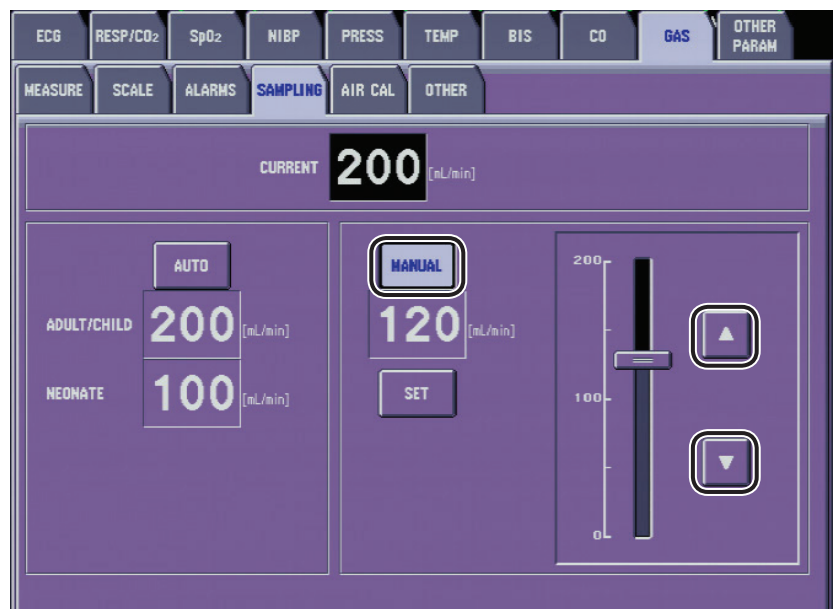 ECG RESP/CO2 SpO2 NIBP PRESS TEMP BIS CO GAS OTHER PARAM
MEASURE SCALE ALARMS SAMPLING AIR CAL OTHER
CURRENT 200 [mL/min]
AUTO
ADULT/CHILD 200 [mL/min]
NEONATE 100 [mL/min]
MANUAL
120 [mL/min]
SET
200
100
0